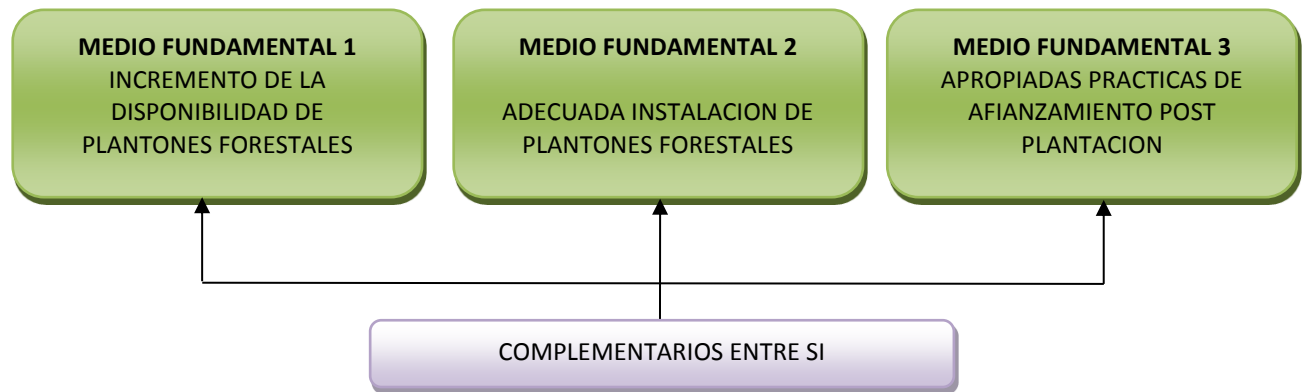 MEDIO FUNDAMENTAL 1
INCREMENTO DE LA
DISPONIBILIDAD DE
PLANTONES FORESTALES
MEDIO FUNDAMENTAL 2
ADECUADA INSTALACION DE
PLANTONES FORESTALES
MEDIO FUNDAMENTAL 3
APROPIADAS PRACTICAS DE
AFIANZAMIENTO POST
PLANTACION
COMPLEMENTARIOS ENTRE SI